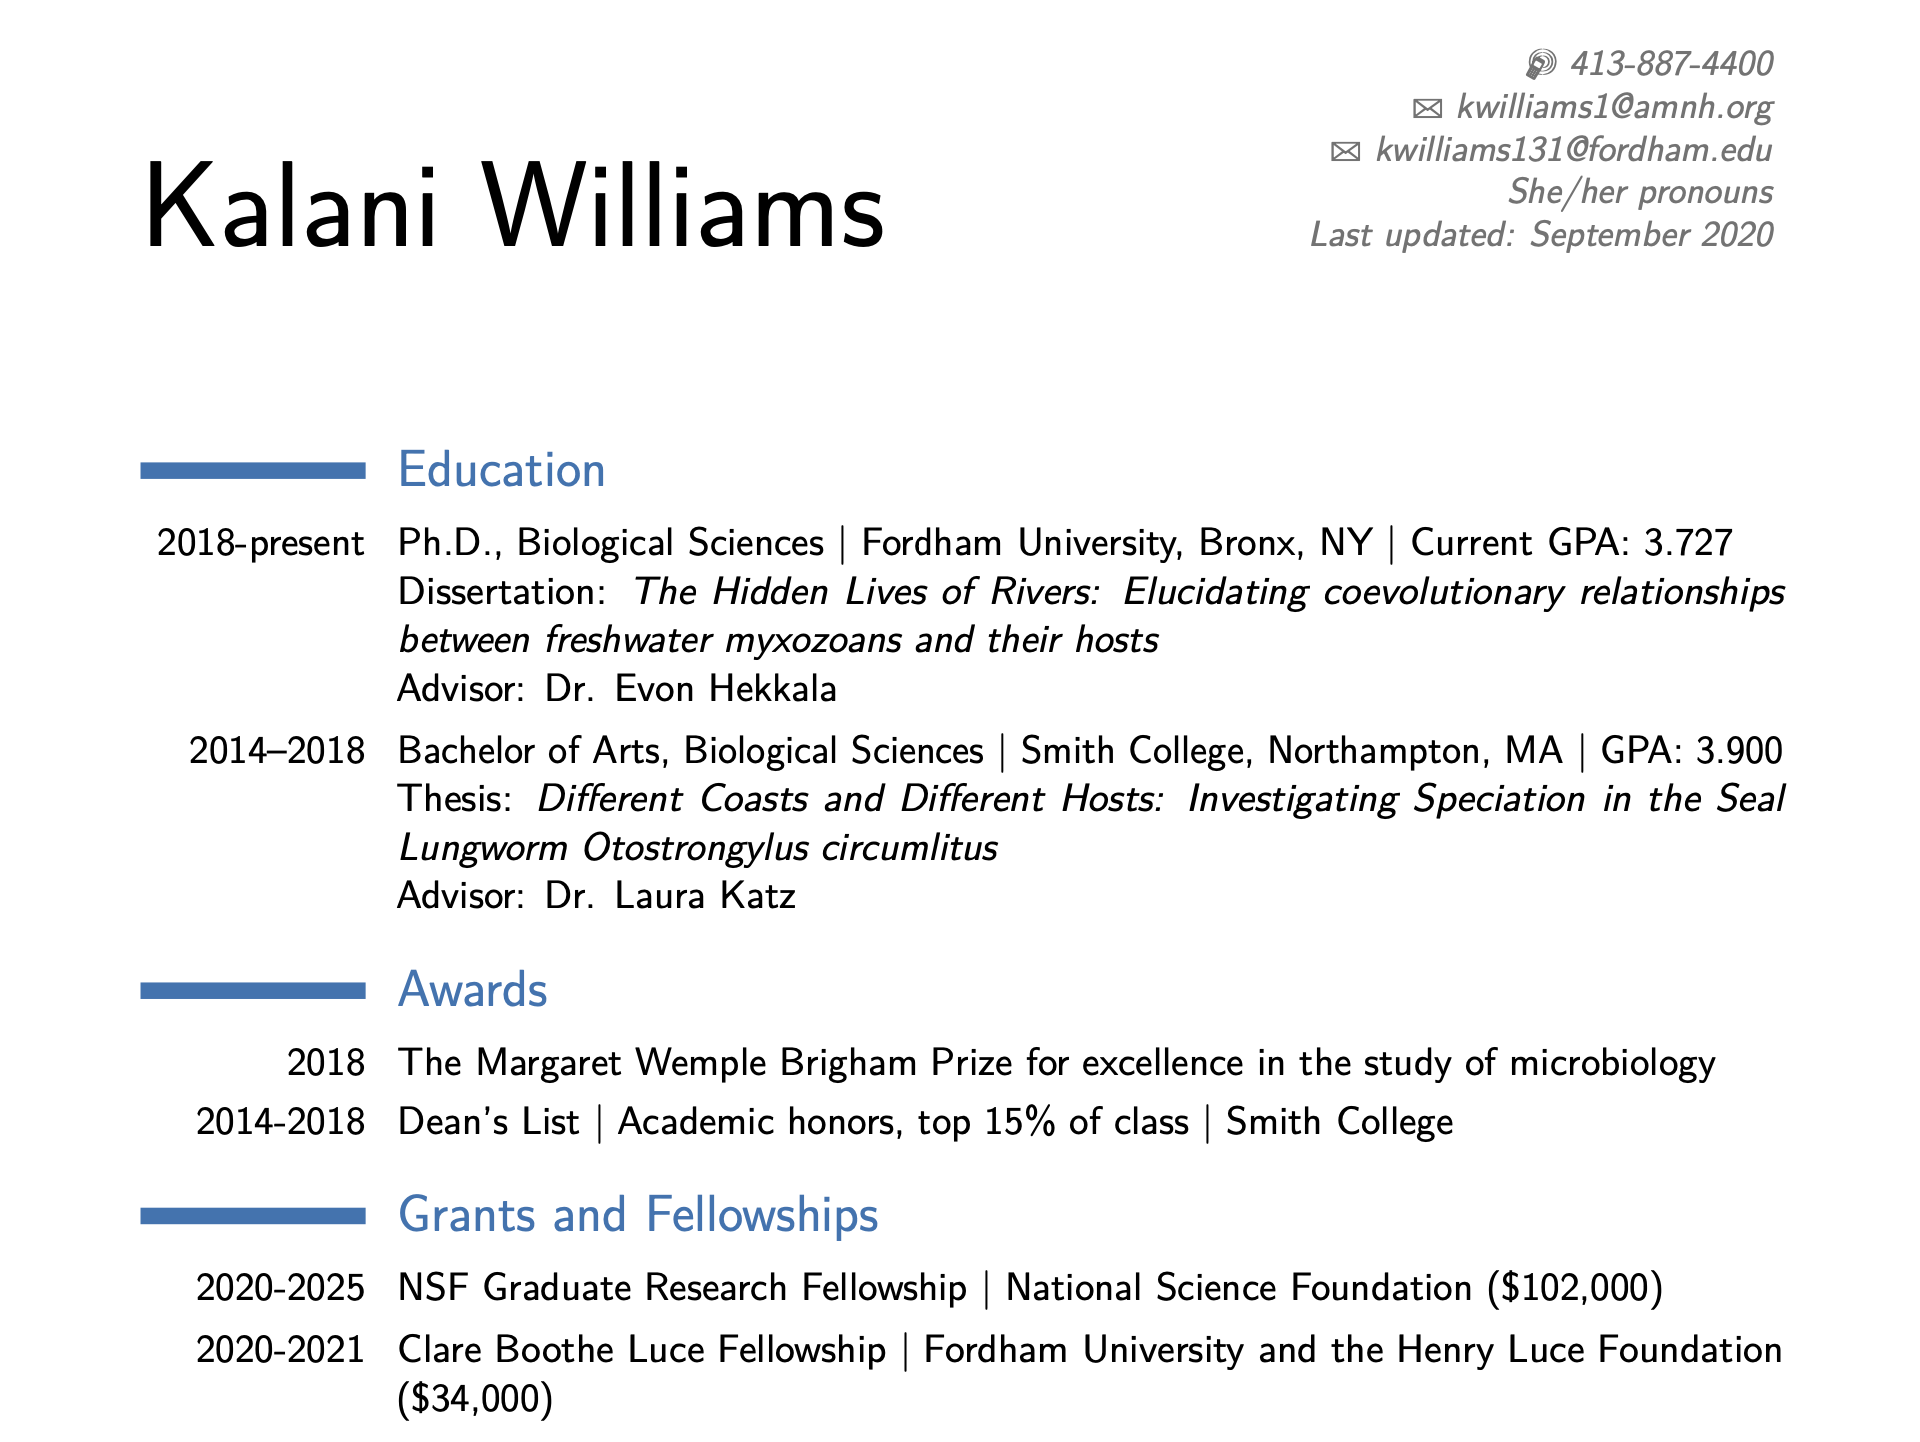 413-887-4400
kwilliams1@amnh.org
kwilliams131@fordham.edu
She/her pronouns
Last updated: September 2020
Kalani Williams
Education
2018-present Ph.D., Biological Sciences | Fordham University, Bronx, NY | Current GPA: 3.727
Dissertation: The Hidden Lives of Rivers: Elucidating coevolutionary relationships
between freshwater myxozoans and their hosts
Advisor: Dr. Evon Hekkala
2014–2018 Bachelor of Arts, Biological Sciences | Smith College, Northampton, MA | GPA: 3.900
Thesis: Different Coasts and Different Hosts: Investigating Speciation in the Seal
Lungworm Otostrongylus circumlitus
Advisor: Dr. Laura Katz
Awards
2018 The Margaret Wemple Brigham Prize for excellence in the study of microbiology
2014-2018 Dean's List | Academic honors, top 15% of class | Smith College
Grants and Fellowships
2020-2025 NSF Graduate Research Fellowship | National Science Foundation ($102,000)
2020-2021 Clare Boothe Luce Fellowship | Fordham University and the Henry Luce Foundation
($34,000)